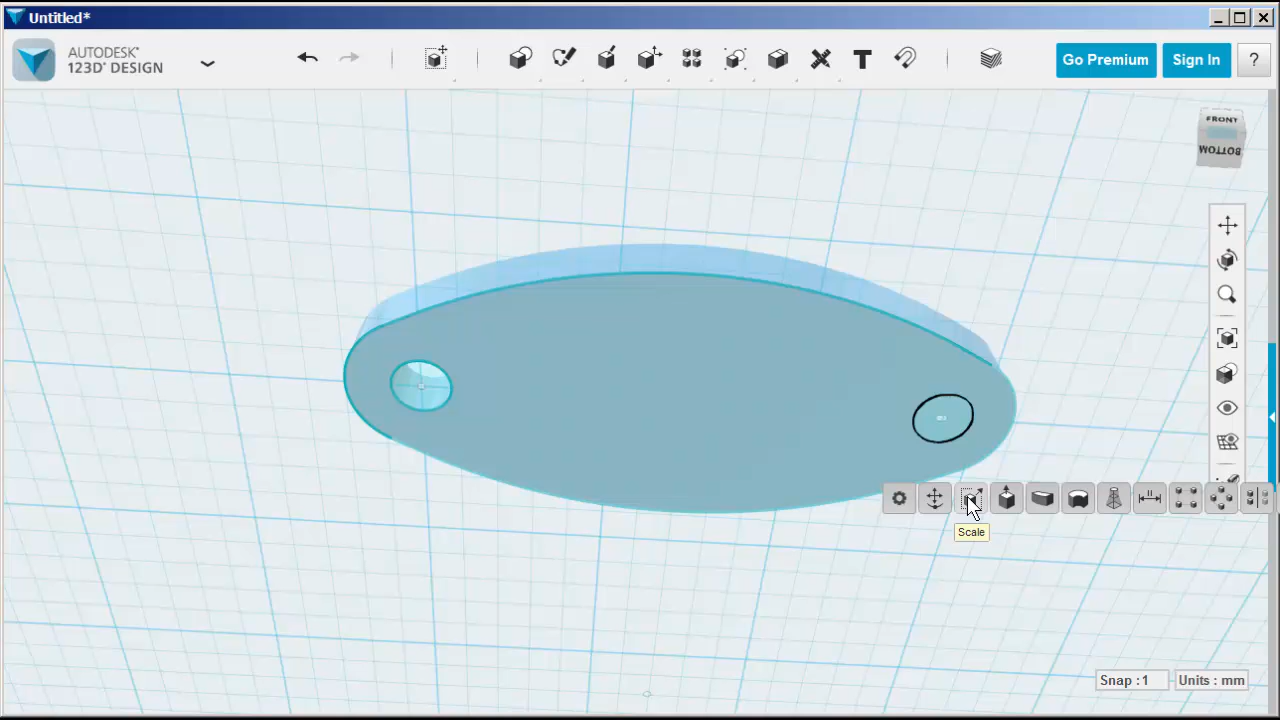 Untitled*
AUTODESK®
123D® DESIGN
Go Premium
Sign In
?
FRONT
BOTTOM
Scale
Snap : 1
Units : mm